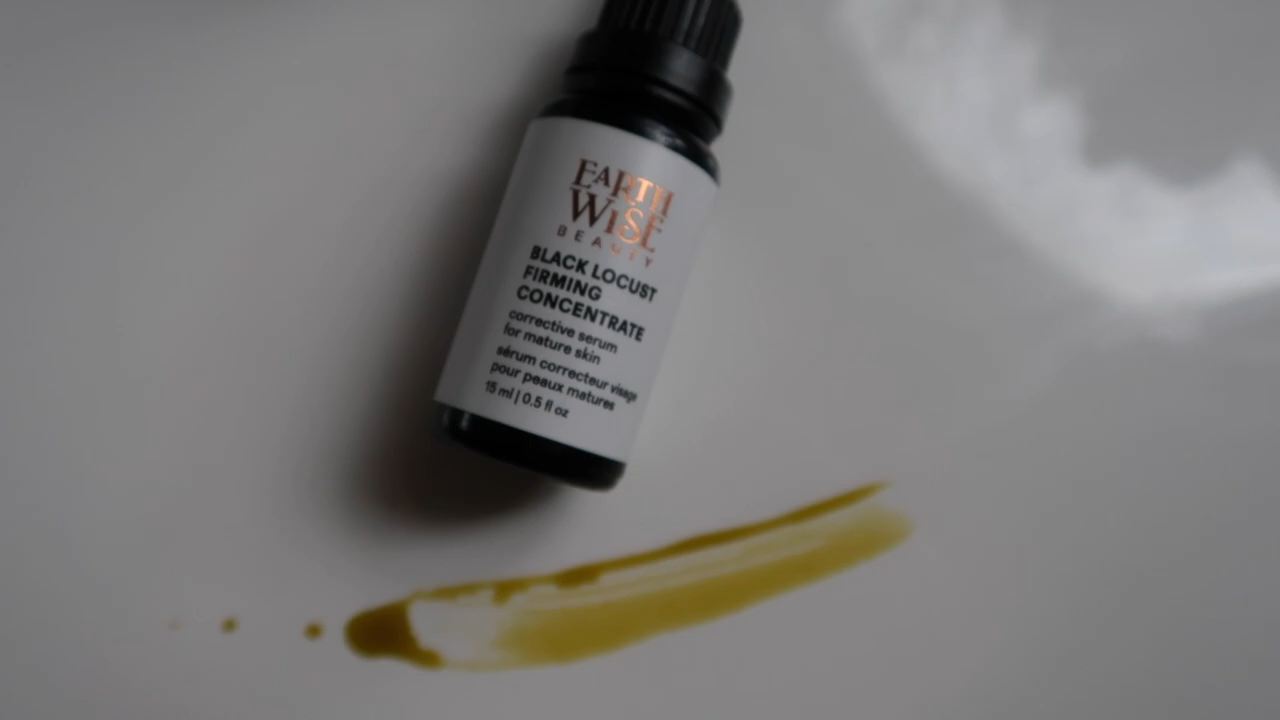 EARTH
WISE
BEAUTY
BLACK LOCUST
FIRMING
CONCENTRATE
corrective serum
for mature skin
sérum correcteur visage
pour peaux matures
15 ml | 0.5 fl oz